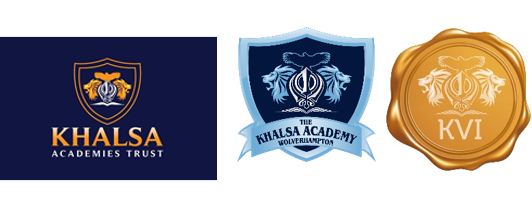 KHALSA
ACADEMIES TRUST
THE
KHALSA ACADEMY
WOLVERHAMPTON
KVI